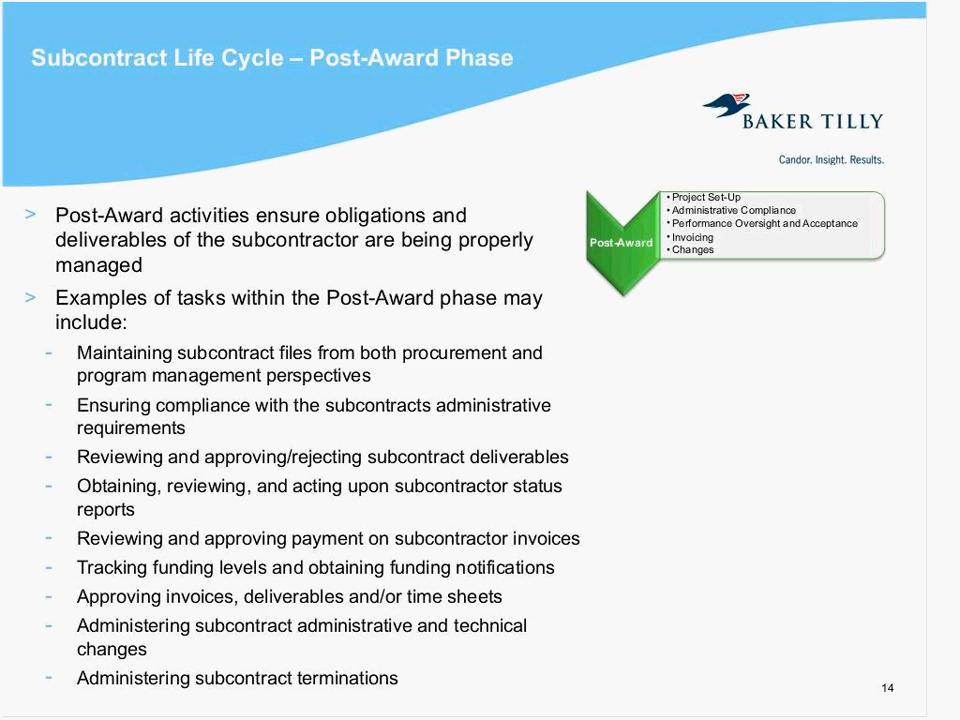 Subcontract Life Cycle – Post-Award Phase
BAKER TILLY
Candor. Insight. Results.
> Post-Award activities ensure obligations and
deliverables of the subcontractor are being properly
managed
> Examples of tasks within the Post-Award phase may
include:
- Maintaining subcontract files from both procurement and
program management perspectives
- Ensuring compliance with the subcontracts administrative
requirements
- Reviewing and approving/rejecting subcontract deliverables
- Obtaining, reviewing, and acting upon subcontractor status
reports
- Reviewing and approving payment on subcontractor invoices
- Tracking funding levels and obtaining funding notifications
- Approving invoices, deliverables and/or time sheets
- Administering subcontract administrative and technical
changes
- Administering subcontract terminations
Post-Award
• Project Set-Up
• Administrative Compliance
• Performance Oversight and Acceptance
• Invoicing
• Changes
14